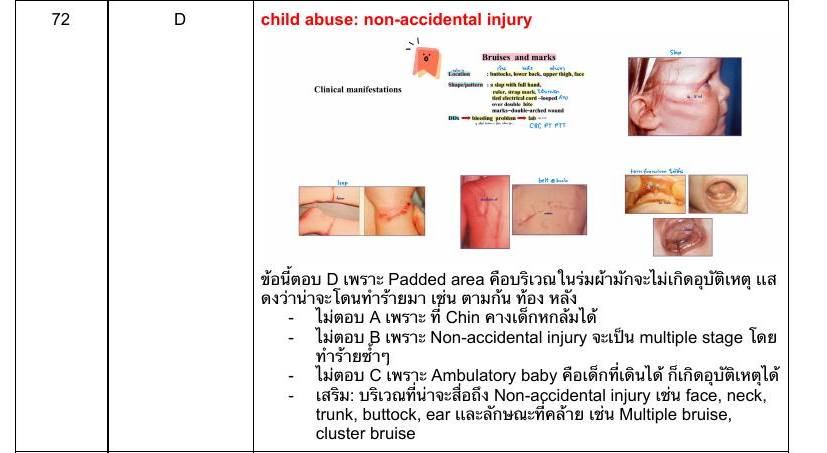 72
D
child abuse: non-accidental injury
Bruises and marks
Clinical manifestations
Location : buttocks, lower back, upper thigh, face
Shape/pattern : a slap with full hand,
ruler, strap mark,
tied electrical cord –looped
over double bite
marks–double-arched wound
DDx bleeding problem lab
CBC PT PTT
Slap
loop
belt
ข้อนี้ตอบ D เพราะ Padded area คือบริเวณในร่มผ้ามักจะไม่เกิดอุบัติเหตุ แส
ดงว่าน่าจะโดนทำร้ายมา เช่น ตามก้น ท้อง หลัง
- ไม่ตอบ A เพราะ ที่ Chin คางเด็กหกล้มได้
- ไม่ตอบ B เพราะ Non-accidental injury จะเป็น multiple stage โดย
ทำร้ายซ้ำๆ
- ไม่ตอบ C เพราะ Ambulatory baby คือเด็กที่เดินได้ ก็เกิดอุบัติเหตุได้
- เสริม: บริเวณที่น่าจะสื่อถึง Non-accidental injury เช่น face, neck,
trunk, buttock, ear และลักษณะที่คล้าย เช่น Multiple bruise,
cluster bruise